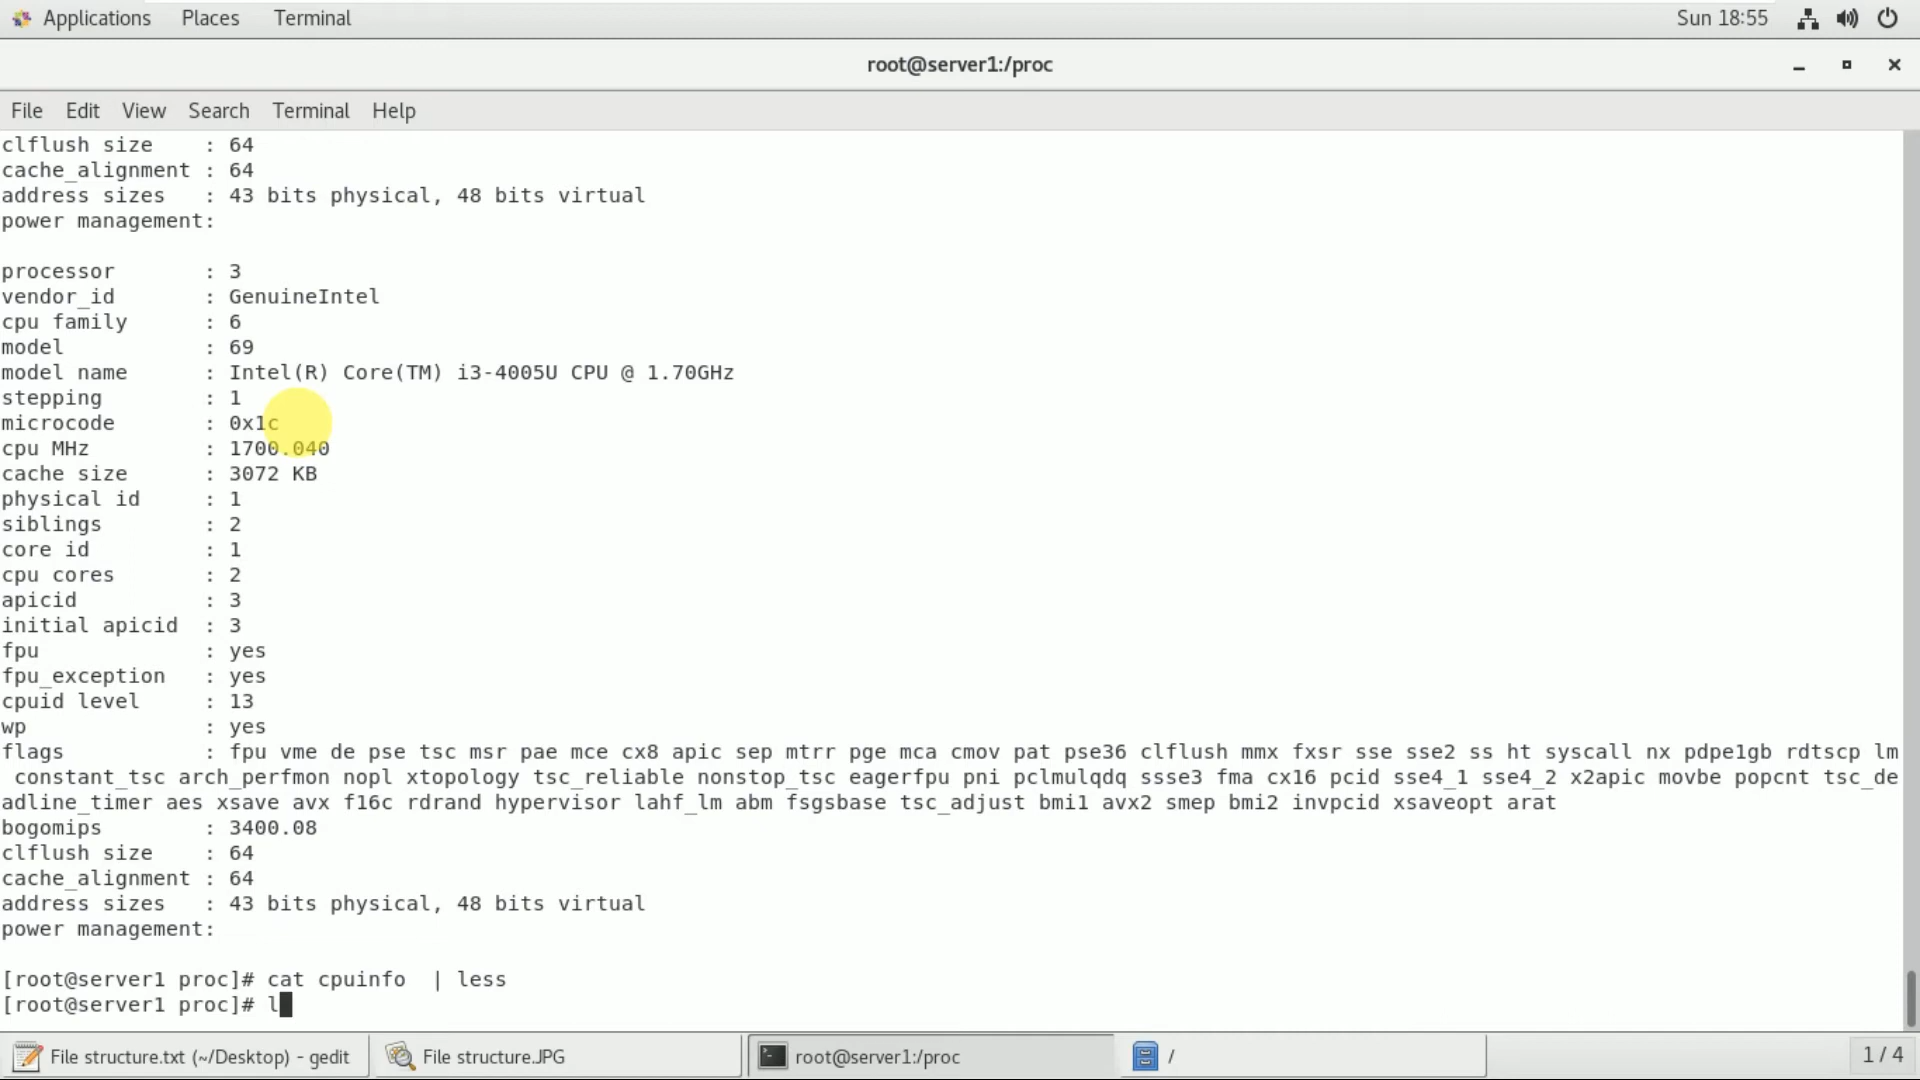 Applications Places Terminal Sun 18:55
root@server1:/proc
File Edit View Search Terminal Help
clflush size    : 64
cache_alignment : 64
address sizes   : 43 bits physical, 48 bits virtual
power management:
processor       : 3
vendor_id       : GenuineIntel
cpu family      : 6
model           : 69
model name      : Intel(R) Core(TM) i3-4005U CPU @ 1.70GHz
stepping        : 1
microcode       : 0x1c
cpu MHz         : 1700.040
cache size      : 3072 KB
physical id     : 1
siblings        : 2
core id         : 1
cpu cores       : 2
apicid          : 3
initial apicid  : 3
fpu             : yes
fpu_exception   : yes
cpuid level     : 13
wp              : yes
flags           : fpu vme de pse tsc msr pae mce cx8 apic sep mtrr pge mca cmov pat pse36 clflush mmx fxsr sse sse2 ss ht syscall nx pdpe1gb rdtscp lm
 constant_tsc arch_perfmon nopl xtopology tsc_reliable nonstop_tsc eagerfpu pni pclmulqdq ssse3 fma cx16 pcid sse4_1 sse4_2 x2apic movbe popcnt tsc_de
adline_timer aes xsave avx f16c rdrand hypervisor lahf_lm abm fsgsbase tsc_adjust bmi1 avx2 smep bmi2 invpcid xsaveopt arat
bogomips        : 3400.08
clflush size    : 64
cache_alignment : 64
address sizes   : 43 bits physical, 48 bits virtual
power management:
[root@server1 proc]# cat cpuinfo  | less
[root@server1 proc]# l
File structure.txt (~/Desktop) - gedit File structure.JPG root@server1:/proc / 1 / 4